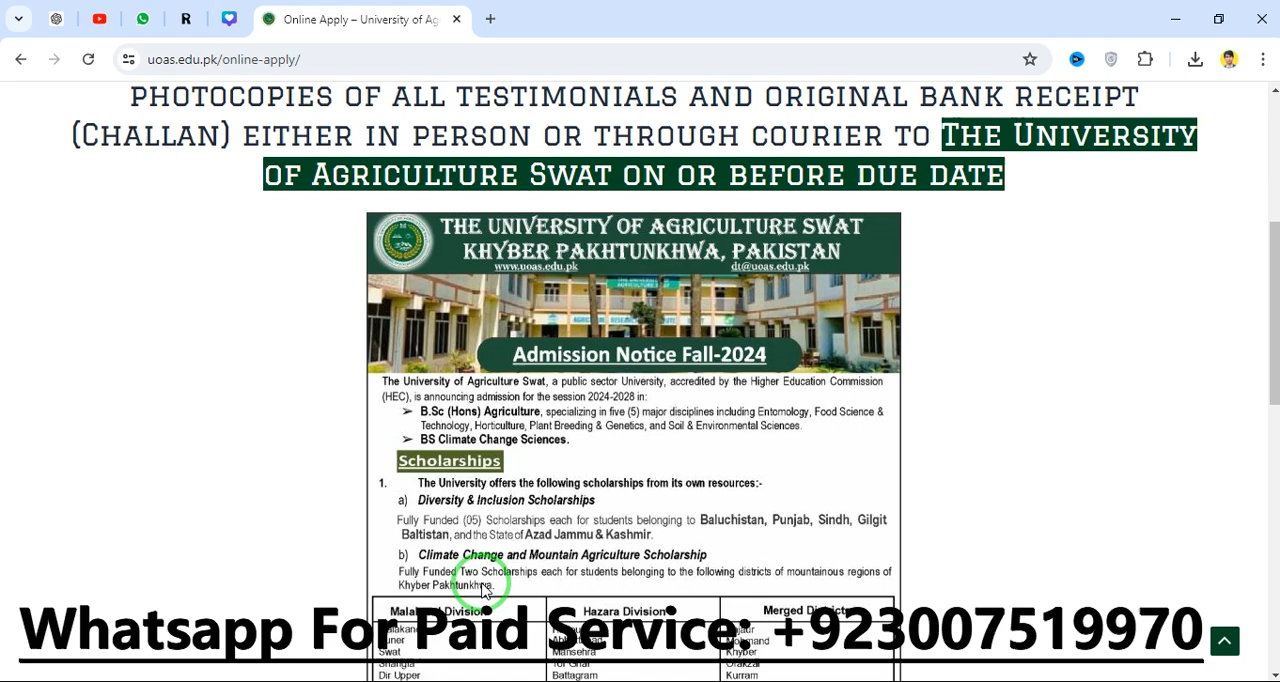 Online Apply – University of Ag
uoas.edu.pk/online-apply/
PHOTOCOPIES OF ALL TESTIMONIALS AND ORIGINAL BANK RECEIPT
(CHALLAN) EITHER IN PERSON OR THROUGH COURIER TO THE UNIVERSITY
OF AGRICULTURE SWAT ON OR BEFORE DUE DATE
THE UNIVERSITY OF AGRICULTURE SWAT
KHYBER PAKHTUNKHWA, PAKISTAN
www.uoas.edu.pk dt@uoas.edu.pk
Admission Notice Fall-2024
The University of Agriculture Swat, a public sector University, accredited by the Higher Education Commission
(HEC), is announcing admission for the session 2024-2028 in:
➢ B.Sc (Hons) Agriculture, specializing in five (5) major disciplines including Entomology, Food Science &
Technology, Horticulture, Plant Breeding & Genetics, and Soil & Environmental Sciences.
➢ BS Climate Change Sciences.
Scholarships
1. The University offers the following scholarships from its own resources:-
a) Diversity & Inclusion Scholarships
Fully Funded (05) Scholarships each for students belonging to Baluchistan, Punjab, Sindh, Gilgit
Baltistan, and the State of Azad Jammu & Kashmir.
b) Climate Change and Mountain Agriculture Scholarship
Fully Funded Two Scholarships each for students belonging to the following districts of mountainous regions of
Khyber Pakhtunkhwa.
Hazara Division
Whatsapp For Paid Service: +923007519970
Mansehra Khyber
Swat Tor Ghar Orakzai
Shangla
Dir Upper Battagram Kurram